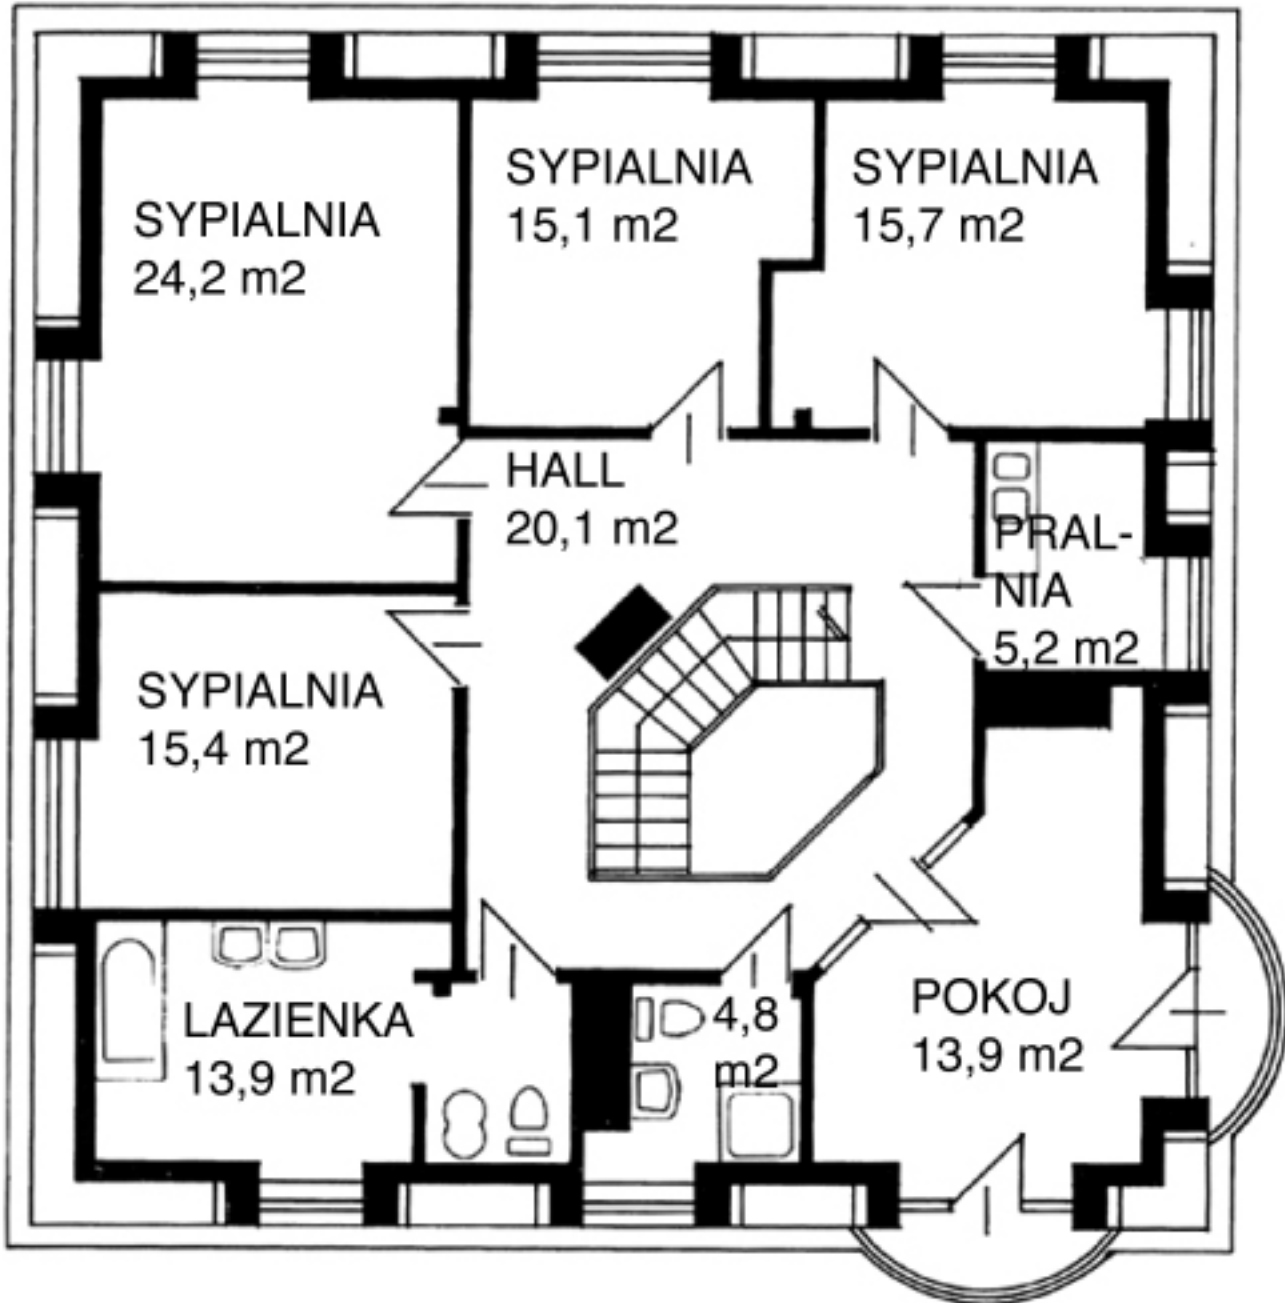 SYPIALNIA
24,2 m2
SYPIALNIA
15,1 m2
SYPIALNIA
15,7 m2
HALL
20,1 m2
PRAL-
NIA
5,2 m2
SYPIALNIA
15,4 m2
LAZIENKA
13,9 m2
4,8
m2
POKOJ
13,9 m2